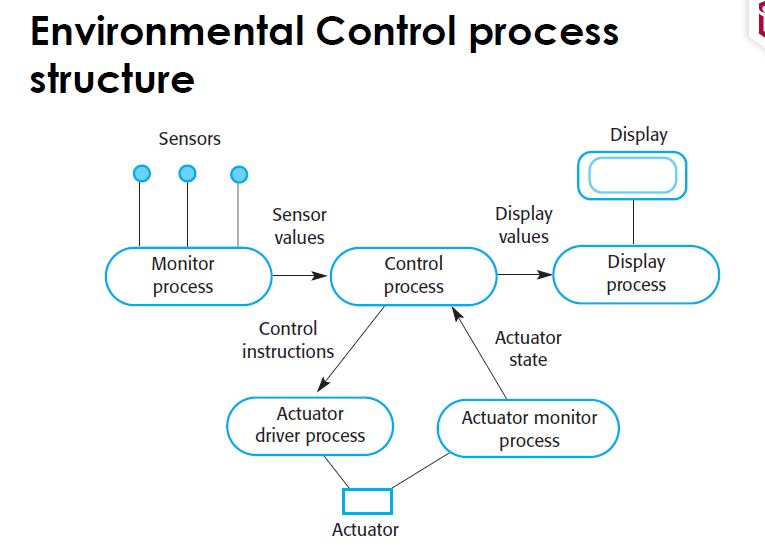 Environmental Control process
structure
Sensors
Display
Sensor
values
Display
values
Monitor
process
Control
process
Display
process
Control
instructions
Actuator
state
Actuator
driver process
Actuator monitor
process
Actuator